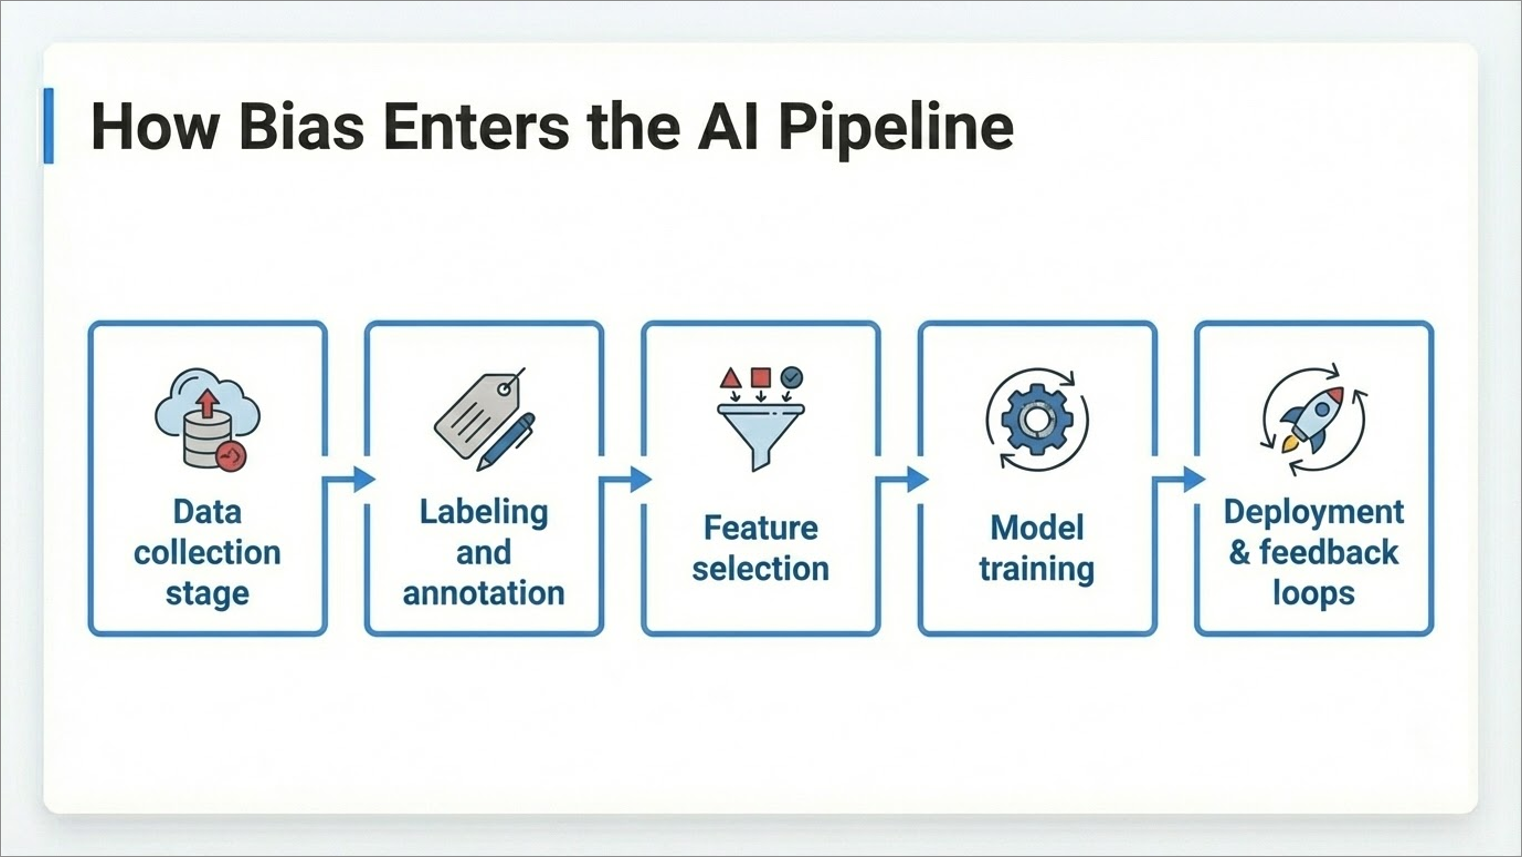 How Bias Enters the AI Pipeline
Data
collection
stage
Labeling
and
annotation
Feature
selection
Model
training
Deployment
& feedback
loops